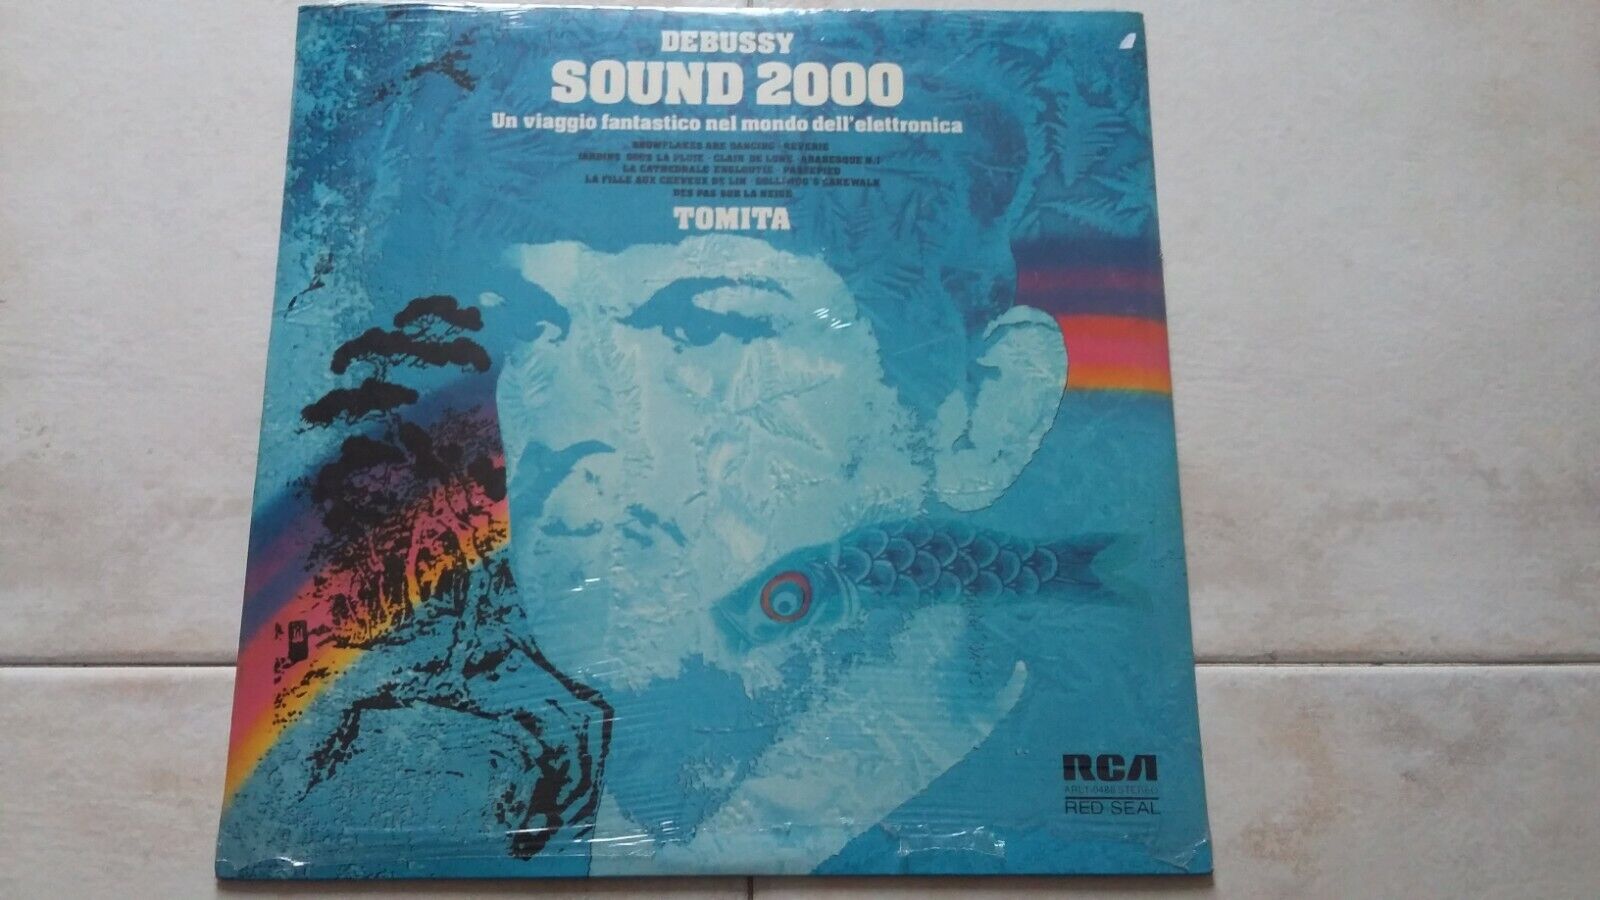 DEBUSSY
SOUND 2000
Un viaggio fantastico nel mondo dell'elettronica
SNOWFLAKES ARE DANCING · REVERIE
JARDINS SOUS LA PLUIE · CLAIR DE LUNE · ARABESQUE N.1
LA CATHEDRALE ENGLOUTIE · PASSEPIED
LA FILLE AUX CHEVEUX DE LIN · GOLLIWOG'S CAKEWALK
DES PAS SUR LA NEIGE
TOMITA
RCA
ARL1-0488 STEREO
RED SEAL